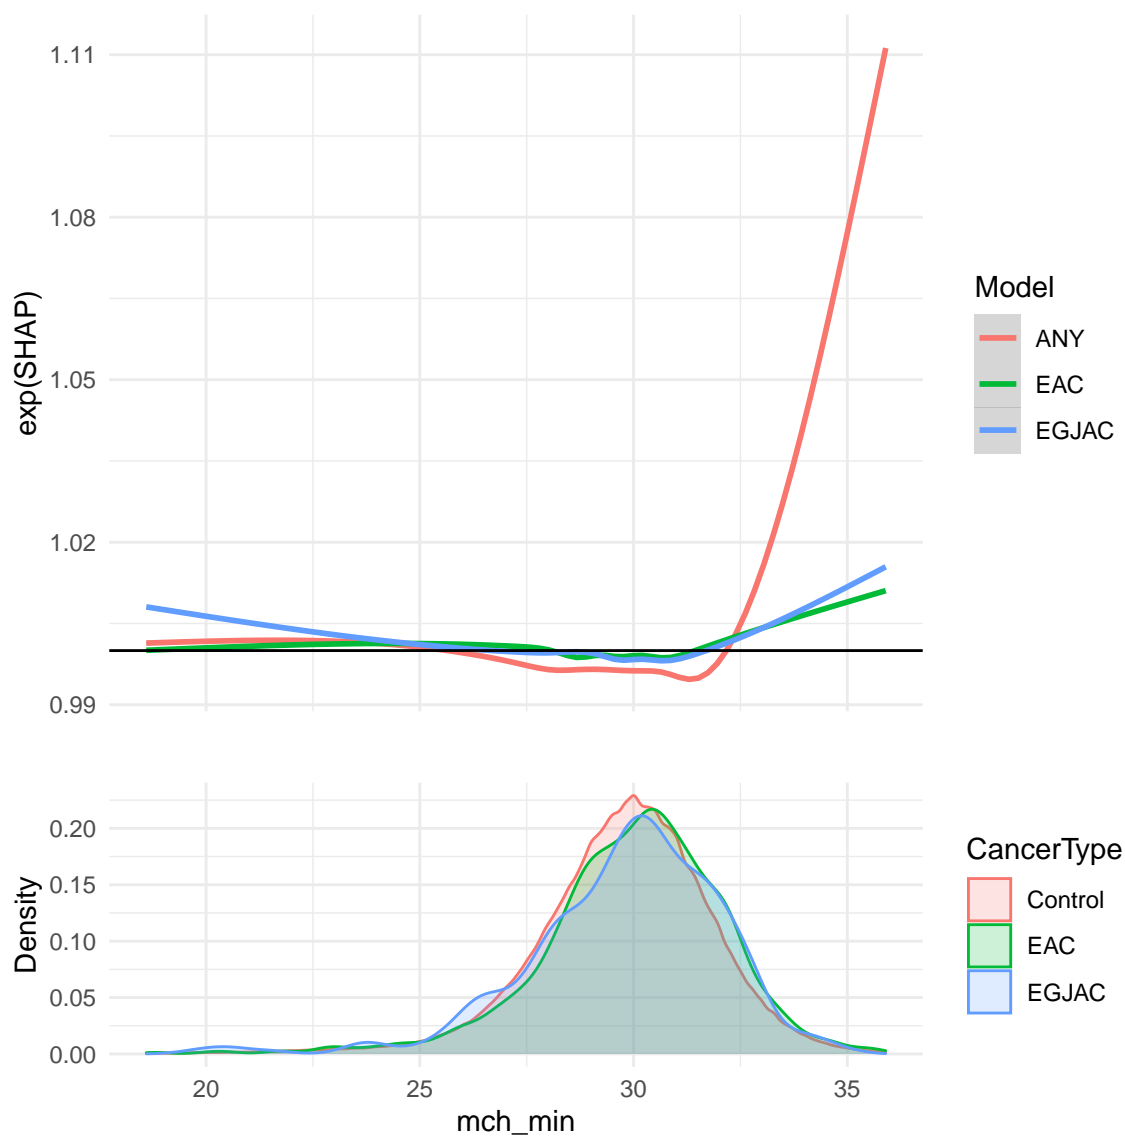 1.11
1.08
1.05
1.02
0.99
exp(SHAP)
Model
ANY
EAC
EGJAC
0.20
0.15
0.10
0.05
0.00
Density
20 25 30 35
mch_min
CancerType
Control
EAC
EGJAC